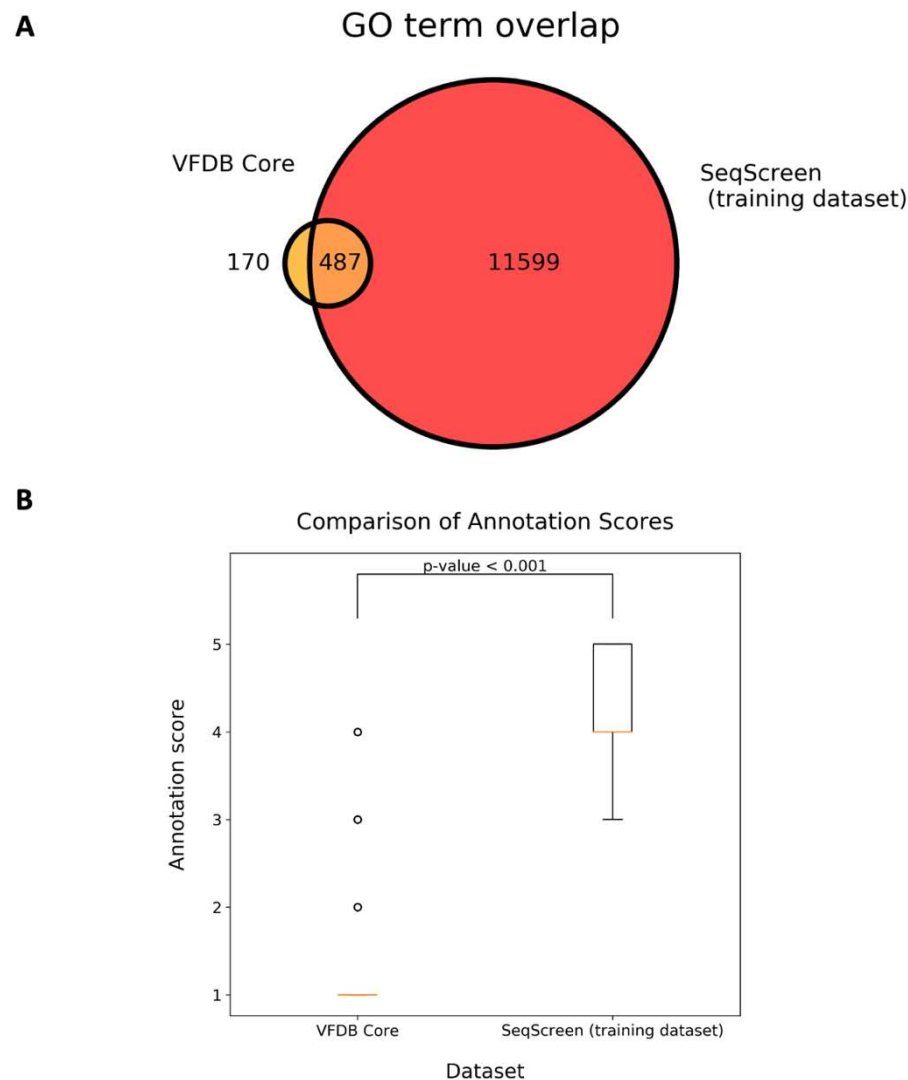 A
GO term overlap
VFDB Core
SeqScreen
(training dataset)
170
487
11599
B
Comparison of Annotation Scores
p-value < 0.001
5
4
3
2
1
Annotation score
VFDB Core
SeqScreen (training dataset)
Dataset